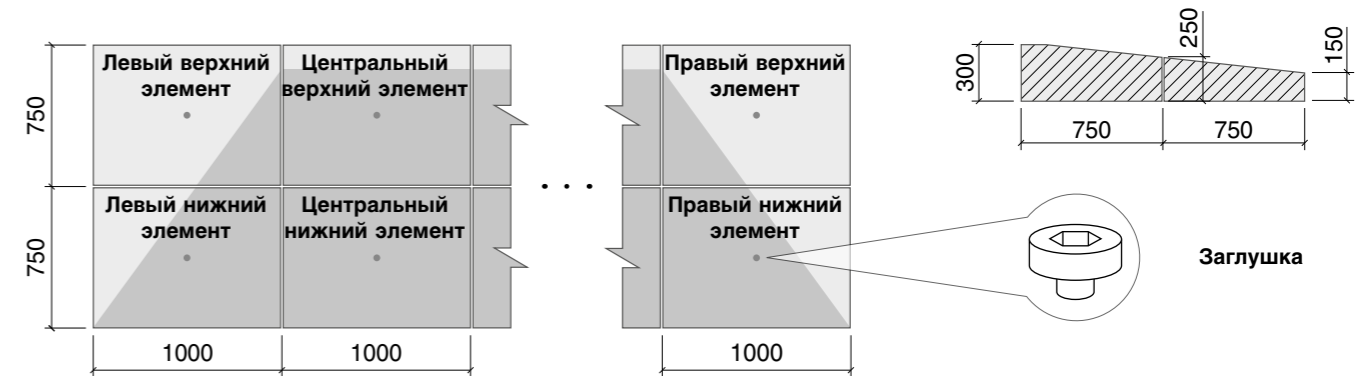 Левый верхний
элемент
Центральный
верхний элемент
Правый верхний
элемент
750
Левый нижний
элемент
Центральный
нижний элемент
. . .
Правый нижний
элемент
750
1000
1000
1000
300
250
150
750
750
Заглушка